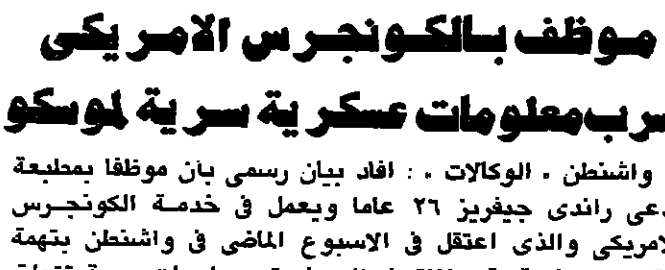 موظف بالكونجرس الامريكى
سرب معلومات عسكرية سرية لموسكو
واشنطن . الوكالات . : افاد بيان رسمى بان موظفا بمطبعة
دعى راندى جيفريز ٢٦ عاما ويعمل فى خدمة الكونجرس
لامريكى والذى اعتقل فى الاسبوع الماضى فى واشنطن بتهمة